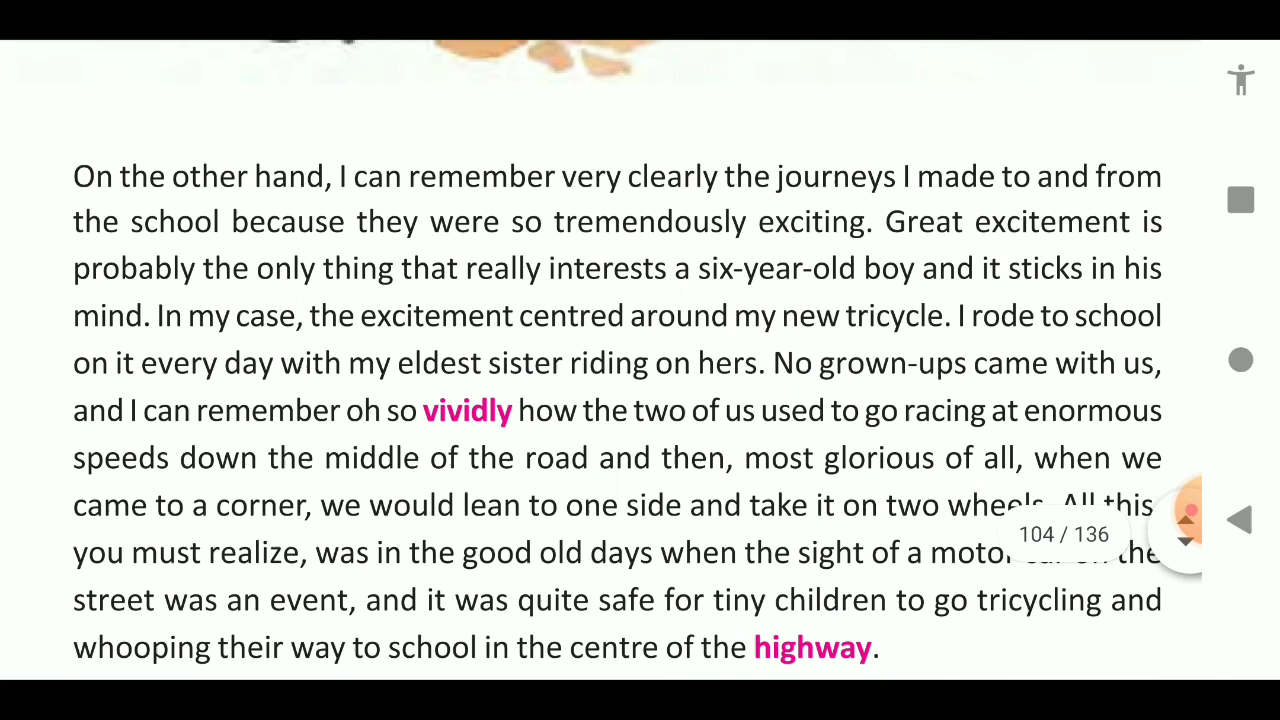 On the other hand, I can remember very clearly the journeys I made to and from
the school because they were so tremendously exciting. Great excitement is
probably the only thing that really interests a six-year-old boy and it sticks in his
mind. In my case, the excitement centred around my new tricycle. I rode to school
on it every day with my eldest sister riding on hers. No grown-ups came with us,
and I can remember oh so vividly how the two of us used to go racing at enormous
speeds down the middle of the road and then, most glorious of all, when we
came to a corner, we would lean to one side and take it on two wheels. All this
104 / 136
you must realize, was in the good old days when the sight of a motor car on the
street was an event, and it was quite safe for tiny children to go tricycling and
whooping their way to school in the centre of the highway.